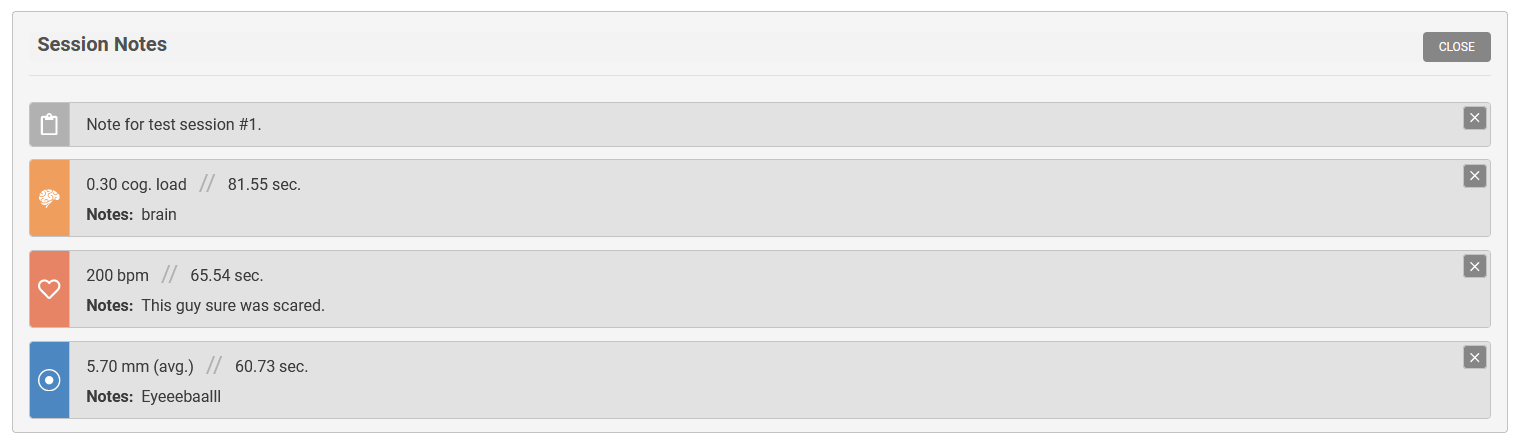 Session Notes
CLOSE
Note for test session #1.
0.30 cog. load // 81.55 sec.
Notes: brain
200 bpm // 65.54 sec.
Notes: This guy sure was scared.
5.70 mm (avg.) // 60.73 sec.
Notes: Eyeeebaalll